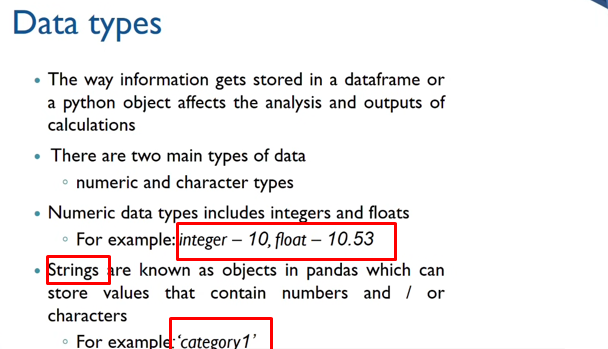 Data types
• The way information gets stored in a dataframe or
a python object affects the analysis and outputs of
calculations
• There are two main types of data
◦ numeric and character types
• Numeric data types includes integers and floats
◦ For example: integer – 10, float – 10.53
• Strings are known as objects in pandas which can
store values that contain numbers and / or
characters
◦ For example: ‘category1’